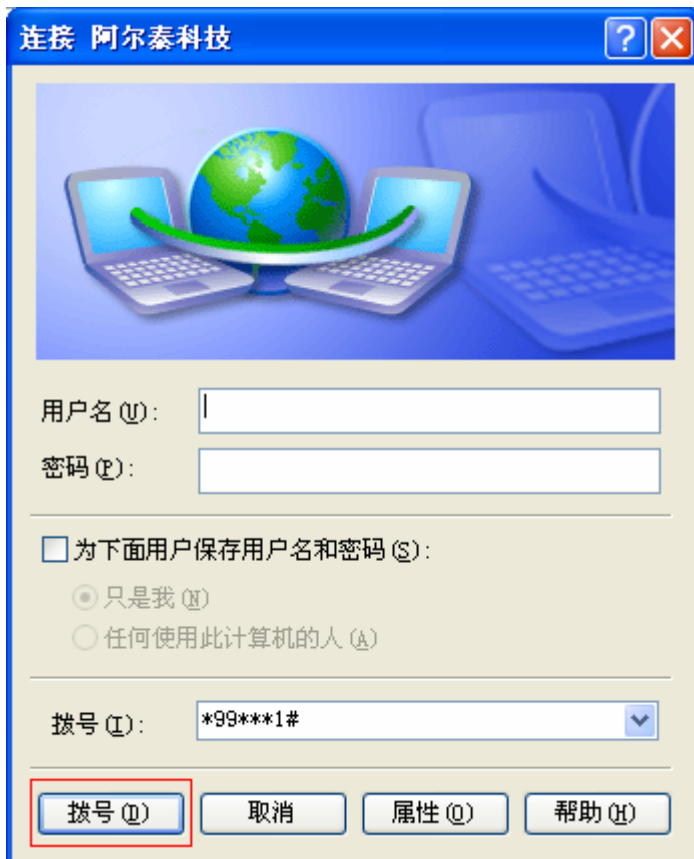 连接 阿尔泰科技
用户名(U):
密码(P):
为下面用户保存用户名和密码(S):
只是我(N)
任何使用此计算机的人(A)
拨号(I): *99***1#
拨号(D) 取消 属性(O) 帮助(H)